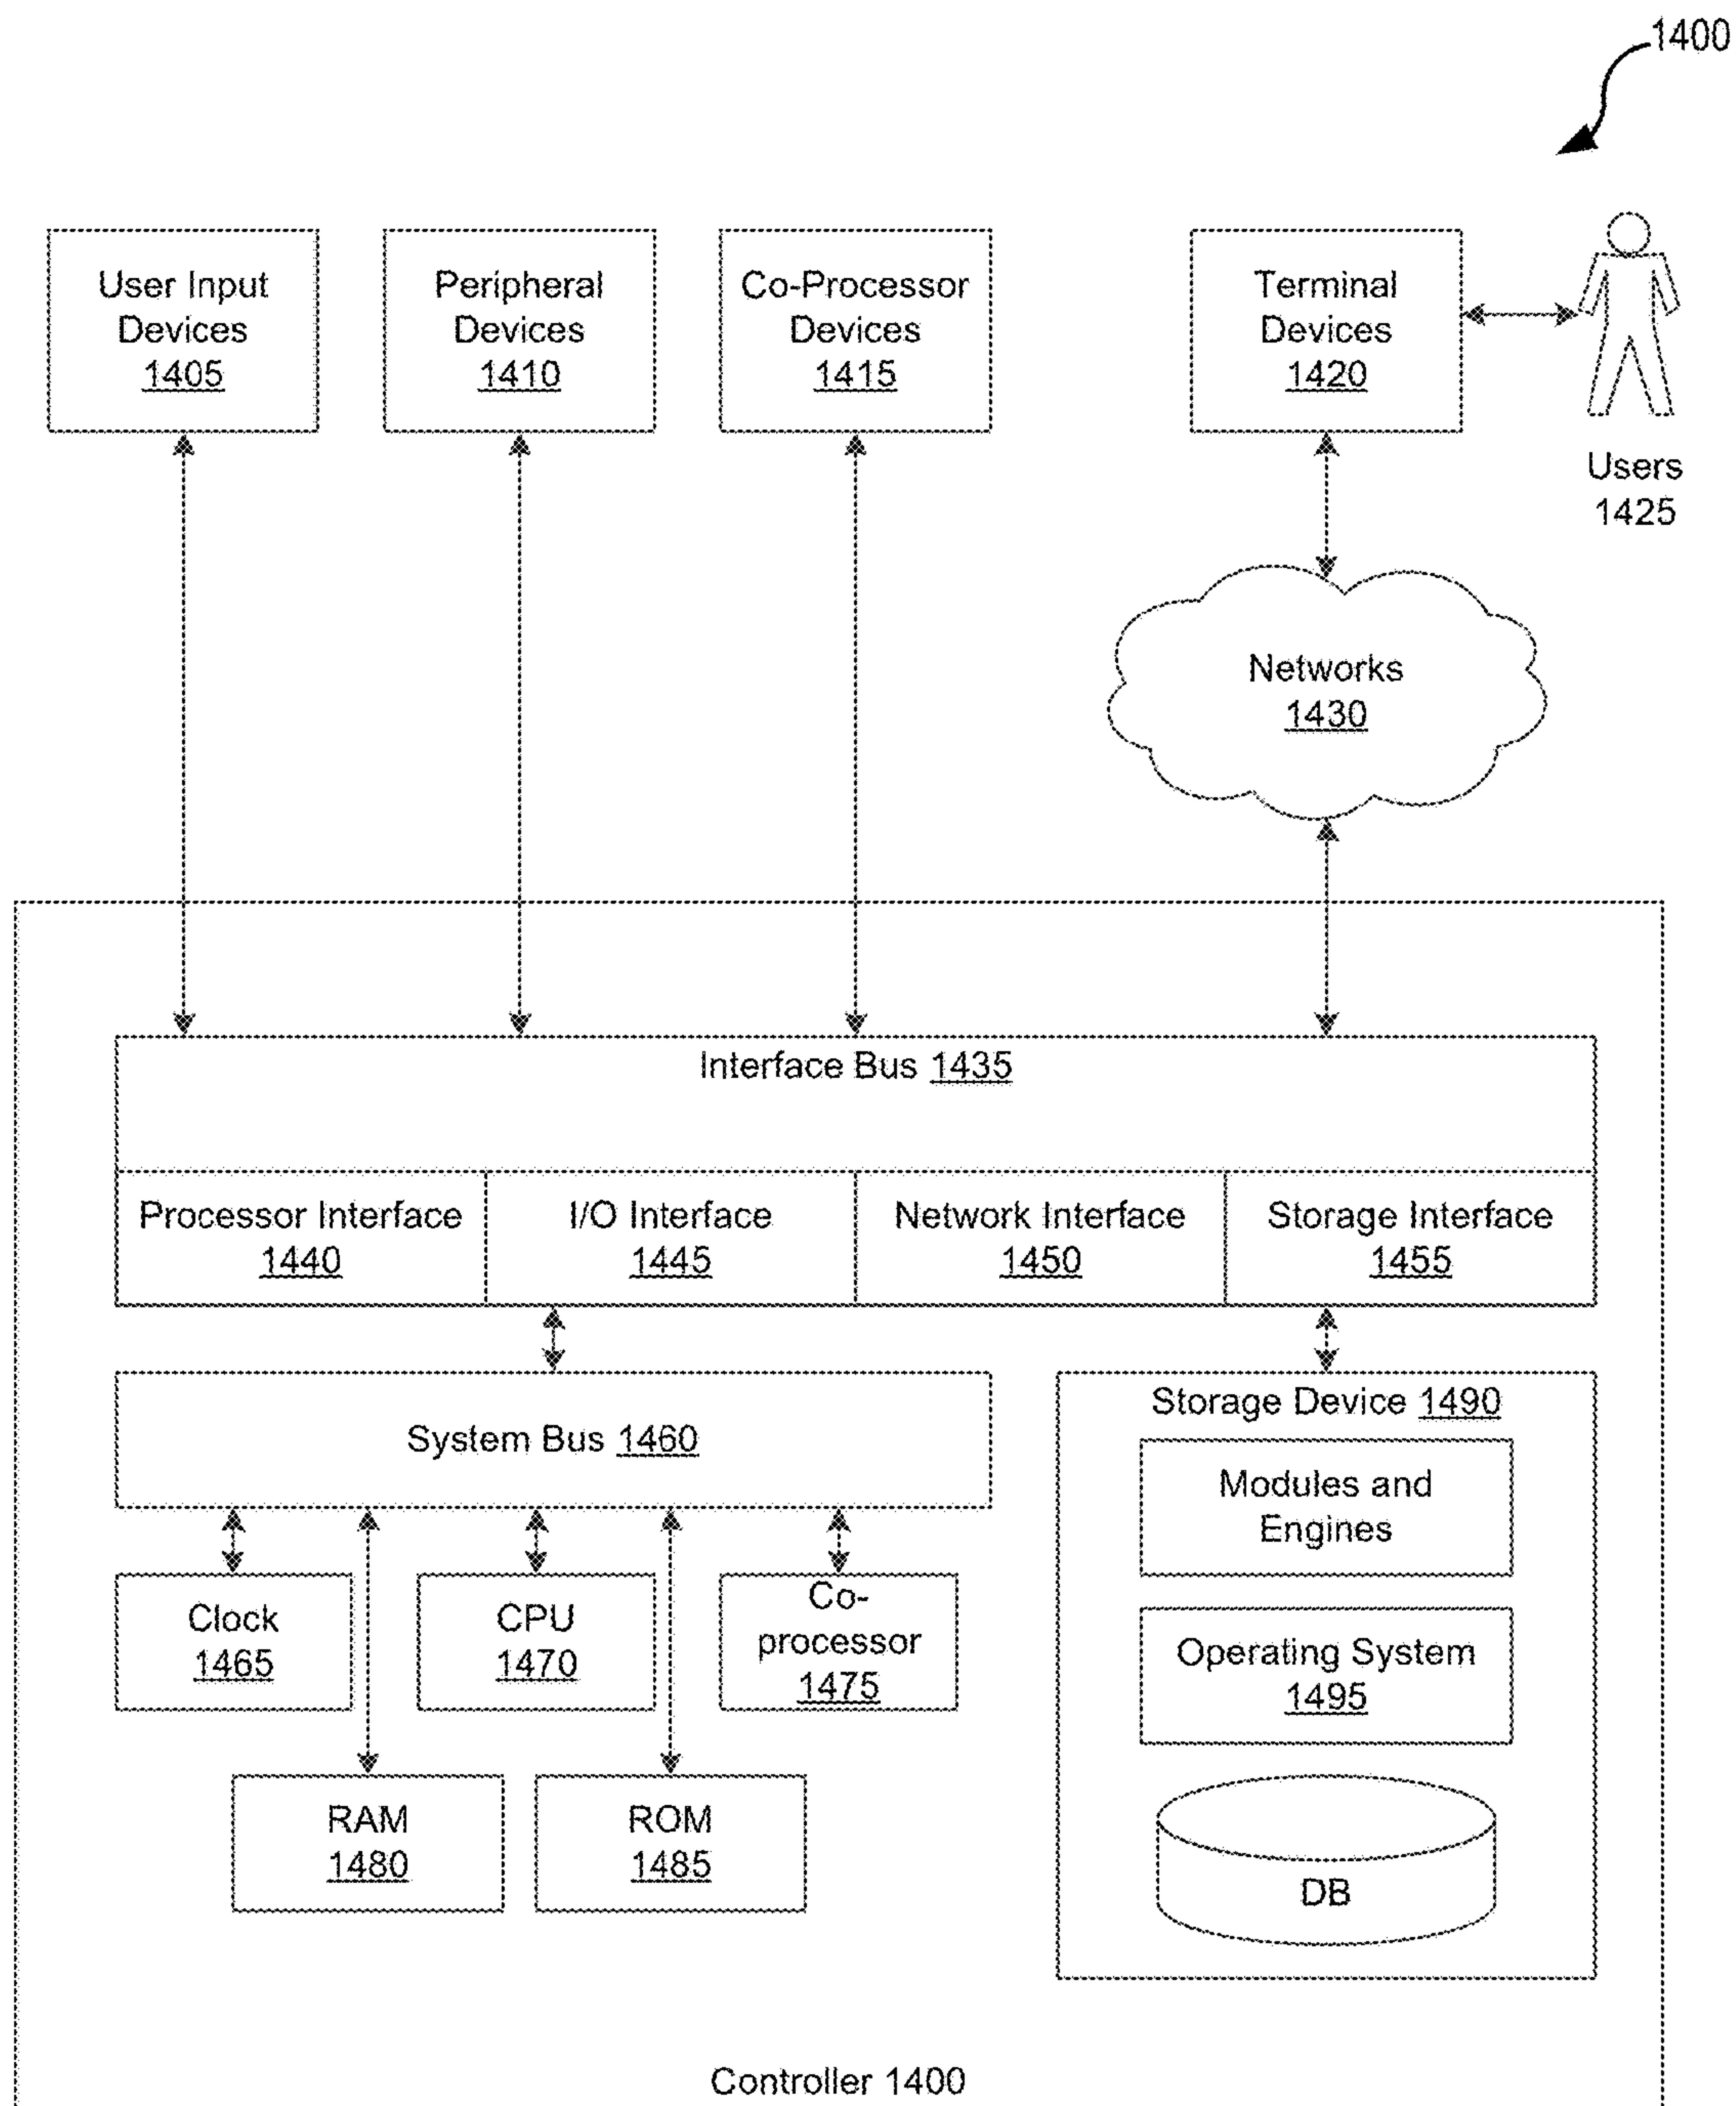 1400
User Input
Devices
1405
Peripheral
Devices
1410
Co-Processor
Devices
1415
Terminal
Devices
1420
Users
1425
Networks
1430
Interface Bus 1435
Processor Interface
1440
I/O Interface
1445
Network Interface
1450
Storage Interface
1455
System Bus 1460
Clock
1465
CPU
1470
Co-
processor
1475
RAM
1480
ROM
1485
Storage Device 1490
Modules and
Engines
Operating System
1495
DB
Controller 1400